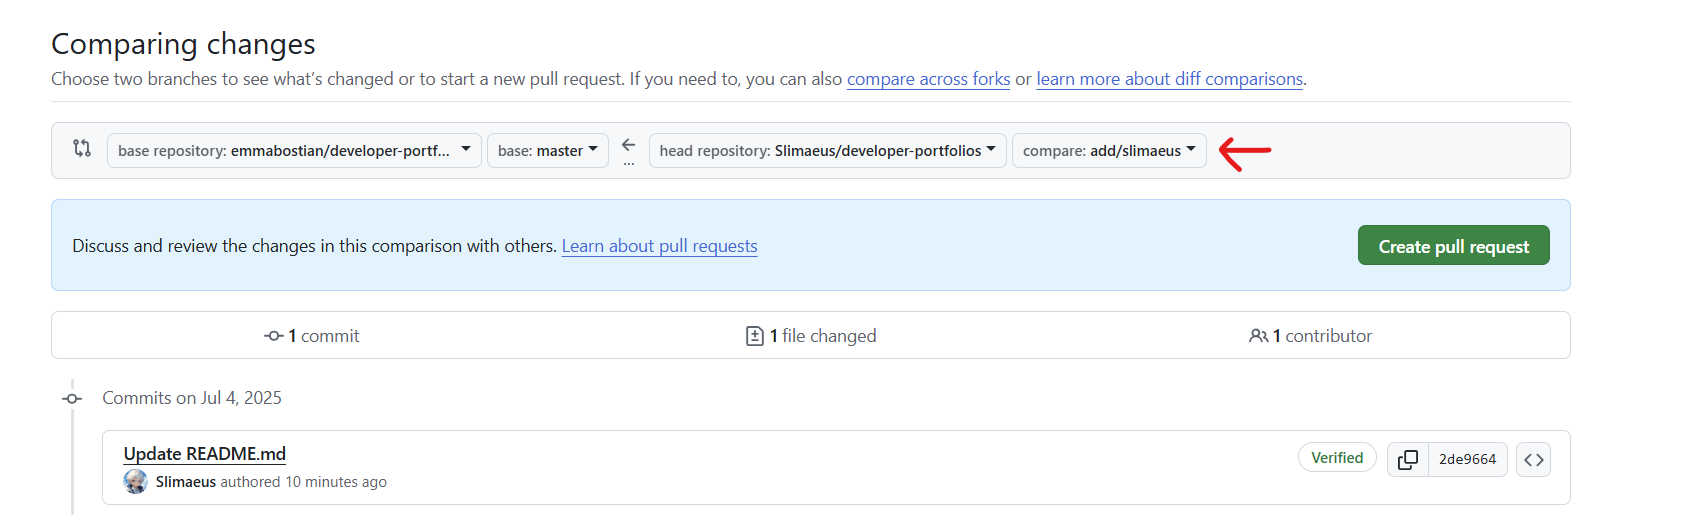 Comparing changes
Choose two branches to see what’s changed or to start a new pull request. If you need to, you can also compare across forks or learn more about diff comparisons.
base repository: emmabostian/developer-portf... base: master ... head repository: Slimaeus/developer-portfolios compare: add/slimaeus
Discuss and review the changes in this comparison with others. Learn about pull requests Create pull request
1 commit 1 file changed 1 contributor
Commits on Jul 4, 2025
Update README.md Verified 2de9664
Slimaeus authored 10 minutes ago